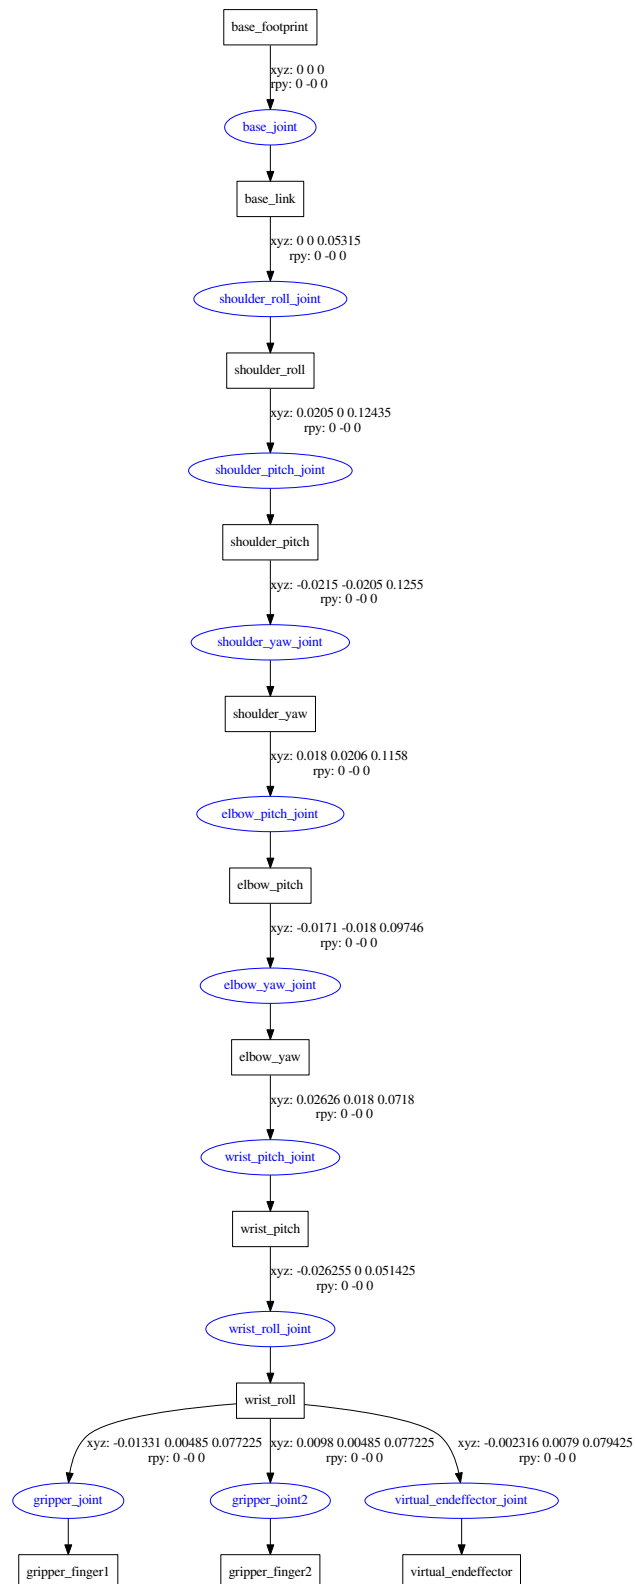 base_footprint
xyz: 0 0 0
rpy: 0 -0 0
base_joint
base_link
xyz: 0 0 0.05315
rpy: 0 -0 0
shoulder_roll_joint
shoulder_roll
xyz: 0.0205 0 0.12435
rpy: 0 -0 0
shoulder_pitch_joint
shoulder_pitch
xyz: -0.0215 -0.0205 0.1255
rpy: 0 -0 0
shoulder_yaw_joint
shoulder_yaw
xyz: 0.018 0.0206 0.1158
rpy: 0 -0 0
elbow_pitch_joint
elbow_pitch
xyz: -0.0171 -0.018 0.09746
rpy: 0 -0 0
elbow_yaw_joint
elbow_yaw
xyz: 0.02626 0.018 0.0718
rpy: 0 -0 0
wrist_pitch_joint
wrist_pitch
xyz: -0.026255 0 0.051425
rpy: 0 -0 0
wrist_roll_joint
wrist_roll
xyz: -0.01331 0.00485 0.077225
rpy: 0 -0 0
xyz: 0.0098 0.00485 0.077225
rpy: 0 -0 0
xyz: -0.002316 0.0079 0.079425
rpy: 0 -0 0
gripper_joint
gripper_joint2
virtual_endeffector_joint
gripper_finger1
gripper_finger2
virtual_endeffector